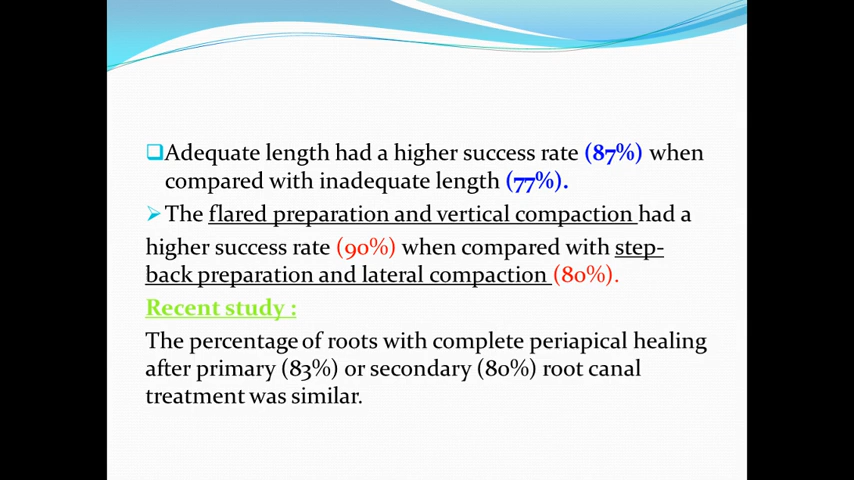 Adequate length had a higher success rate (87%) when
compared with inadequate length (77%).
The flared preparation and vertical compaction had a
higher success rate (90%) when compared with step-
back preparation and lateral compaction (80%).
Recent study :
The percentage of roots with complete periapical healing
after primary (83%) or secondary (80%) root canal
treatment was similar.